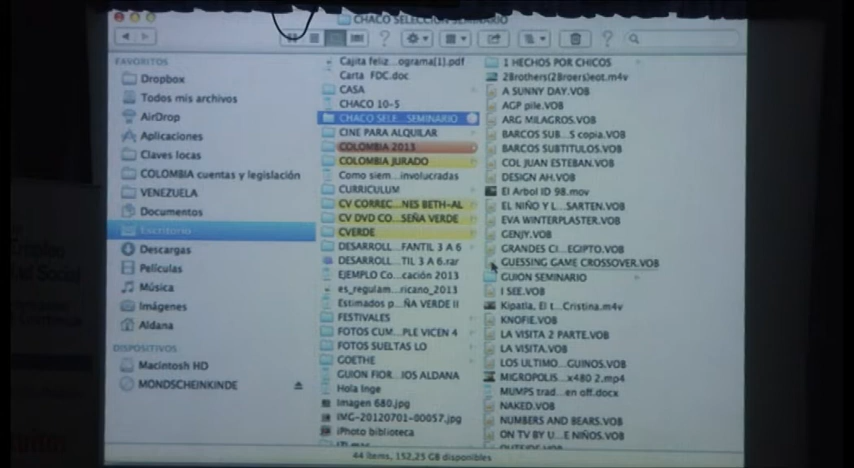 CHACO SELECCION SEMINARIO
FAVORITOS
Dropbox
Todos mis archivos
AirDrop
Aplicaciones
Claves locas
COLOMBIA cuentas y legislación
VENEZUELA
Documentos
Escritorio
Descargas
Películas
Música
Imágenes
Aldana
DISPOSITIVOS
Macintosh HD
MONDSCHEINKINDE
Cajita feliz...ograma[1].pdf
Carta FDC.doc
CASA
CHACO 10-5
CHACO SELE...SEMINARIO
CINE PARA ALQUILAR
COLOMBIA 2013
COLOMBIA JURADO
Como siem...involucradas
CURRICULUM
CV CORREC...NES BETH-AL
CV DVD CO...SEÑA VERDE
CVERDE
DESARROLL...FANTIL 3 A 6
DESARROLL...TIL 3 A 6.rar
EJEMPLO Co...cación 2013
es_regulam...ricano_2013
Estimados p...ÑA VERDE II
FESTIVALES
FOTOS CUM...PLE VICEN 4
FOTOS SUELTAS LO
GOETHE
GUION FIOR...IOS ALDANA
Hola Inge
Imagen 680.jpg
IMG-20120701-00057.jpg
iPhoto biblioteca
1 HECHOS POR CHICOS
2Brothers(2Broers)eot.m4v
A SUNNY DAY.VOB
AGP pile.VOB
ARG MILAGROS.VOB
BARCOS SUB...S copia.VOB
BARCOS SUBTITULOS.VOB
COL JUAN ESTEBAN.VOB
DESIGN AH.VOB
El Arbol ID 98.mov
EL NIÑO Y L...SARTEN.VOB
EVA WINTERPLASTER.VOB
GENJY.VOB
GRANDES CI...EGIPTO.VOB
GUESSING GAME CROSSOVER.VOB
GUION SEMINARIO
I SEE.VOB
Kipatla, El t...Cristina.m4v
KNOFIE.VOB
LA VISITA 2 PARTE.VOB
LA VISITA.VOB
LOS ULTIMO...GUINOS.VOB
MIGROPOLIS...x480 2.mp4
MUMPS trad...en off.docx
NAKED.VOB
NUMBERS AND BEARS.VOB
ON TV BY U...E NIÑOS.VOB
44 ítems, 152,25 GB disponibles